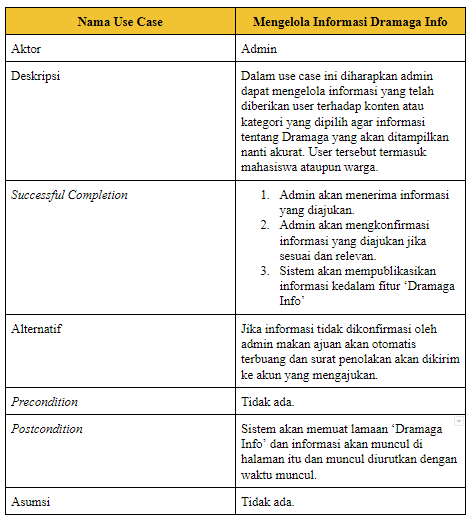 Nama Use Case
Mengelola Informasi Dramaga Info
Aktor
Admin
Deskripsi
Dalam use case ini diharapkan admin
dapat mengelola informasi yang telah
diberikan user terhadap konten atau
kategori yang dipilih agar informasi
tentang Dramaga yang akan ditampilkan
nanti akurat. User tersebut termasuk
mahasiswa ataupun warga.
Successful Completion
1. Admin akan menerima informasi
yang diajukan.
2. Admin akan mengkonfirmasi
informasi yang diajukan jika
sesuai dan relevan.
3. Sistem akan mempublikasikan
informasi kedalam fitur ‘Dramaga
Info’
Alternatif
Jika informasi tidak dikonfirmasi oleh
admin makan ajuan akan otomatis
terbuang dan surat penolakan akan dikirim
ke akun yang mengajukan.
Precondition
Tidak ada.
Postcondition
Sistem akan memuat lamaan ‘Dramaga
Info’ dan informasi akan muncul di
halaman itu dan muncul diurutkan dengan
waktu muncul.
Asumsi
Tidak ada.